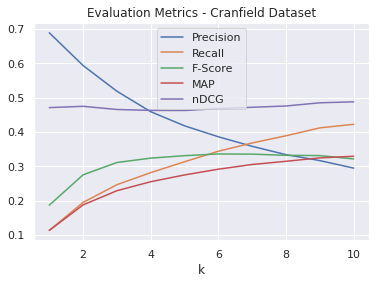 Evaluation Metrics - Cranfield Dataset
0.7
0.6
0.5
0.4
0.3
0.2
0.1
Precision
Recall
F-Score
MAP
nDCG
2
4
6
8
10
k